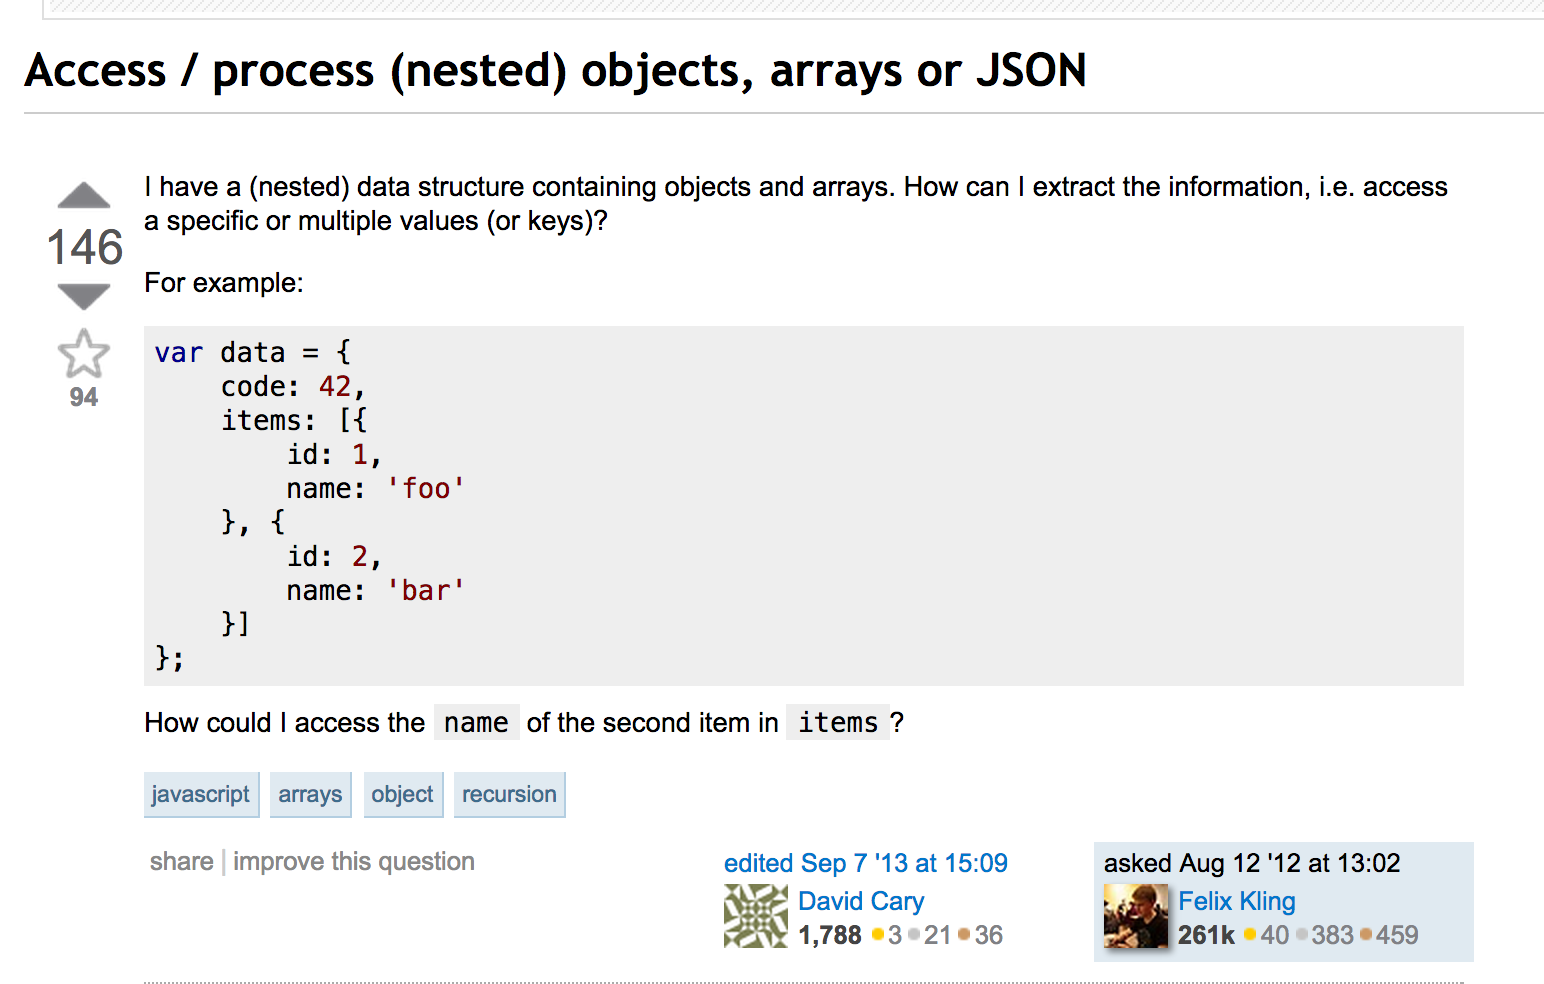 Access / process (nested) objects, arrays or JSON
I have a (nested) data structure containing objects and arrays. How can I extract the information, i.e. access
a specific or multiple values (or keys)?
146
For example:
94
var data = {
    code: 42,
    items: [{
        id: 1,
        name: 'foo'
    }, {
        id: 2,
        name: 'bar'
    }]
};
How could I access the name of the second item in items ?
javascript arrays object recursion
share improve this question
edited Sep 7 '13 at 15:09
David Cary
1,788 3 21 36
asked Aug 12 '12 at 13:02
Felix Kling
261k 40 383 459